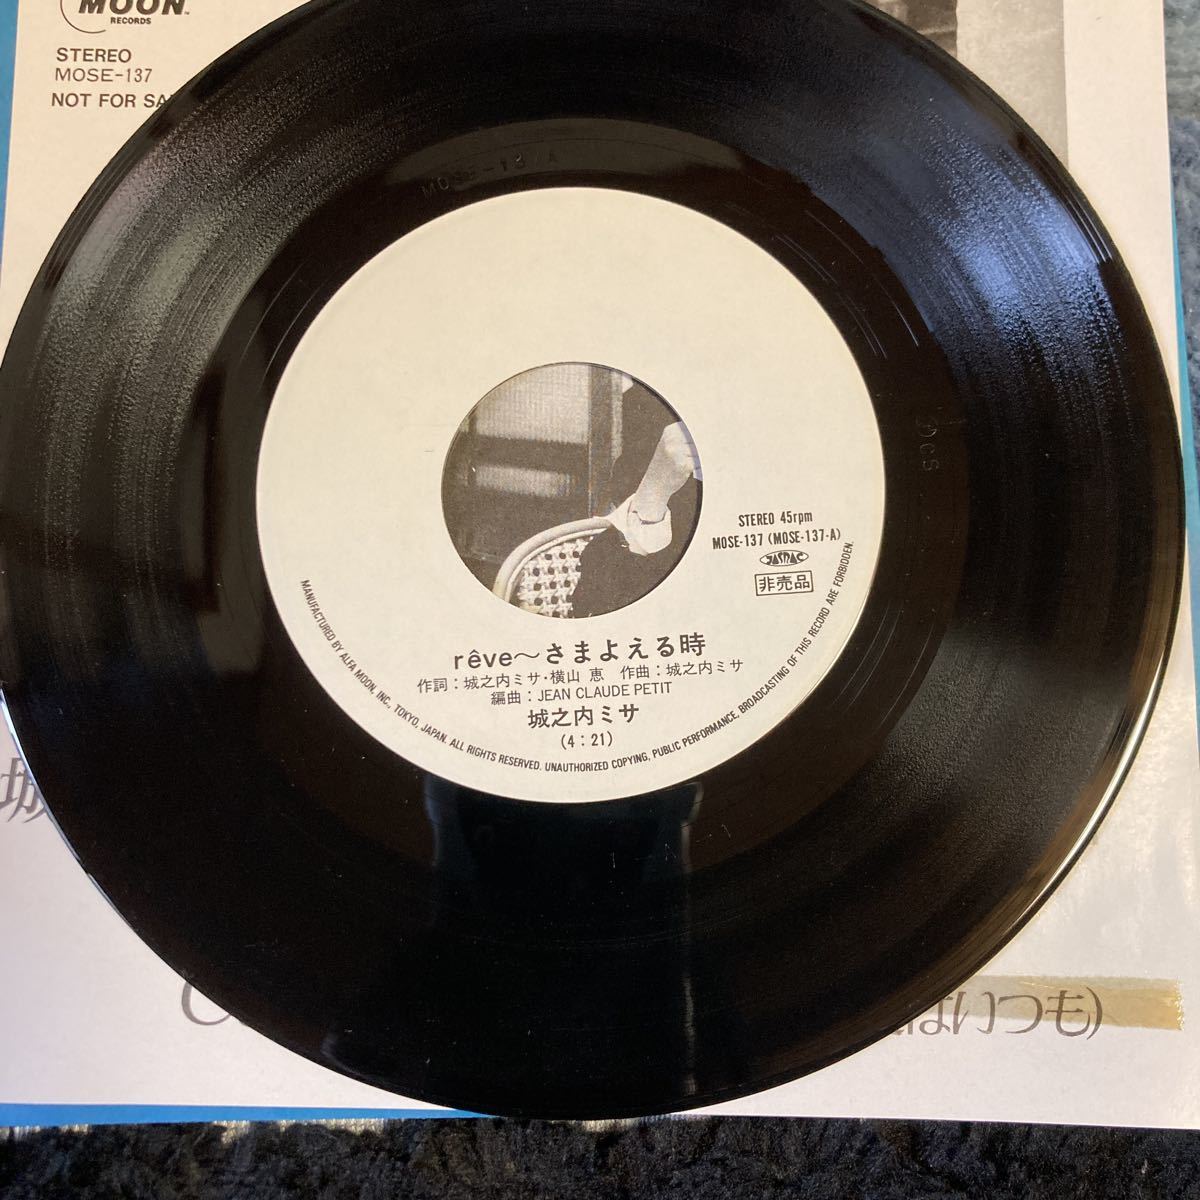 MOON
RECORDS
STEREO
MOSE-137
NOT FOR
MOSE-137A
CS
STEREO 45rpm
MOSE-137 (MOSE-137-A)
JASRAC
非売品
rêve〜さまよえる時
作詞：城之内ミサ・横山 恵 作曲：城之内ミサ
編曲：JEAN CLAUDE PETIT
城之内ミサ
(4：21)
MANUFACTURED BY ALFA MOON, INC., TOKYO, JAPAN. ALL RIGHTS RESERVED. UNAUTHORIZED COPYING, PUBLIC PERFORMANCE, BROADCASTING OF THIS RECORD ARE FORBIDDEN.
城
はいつも)